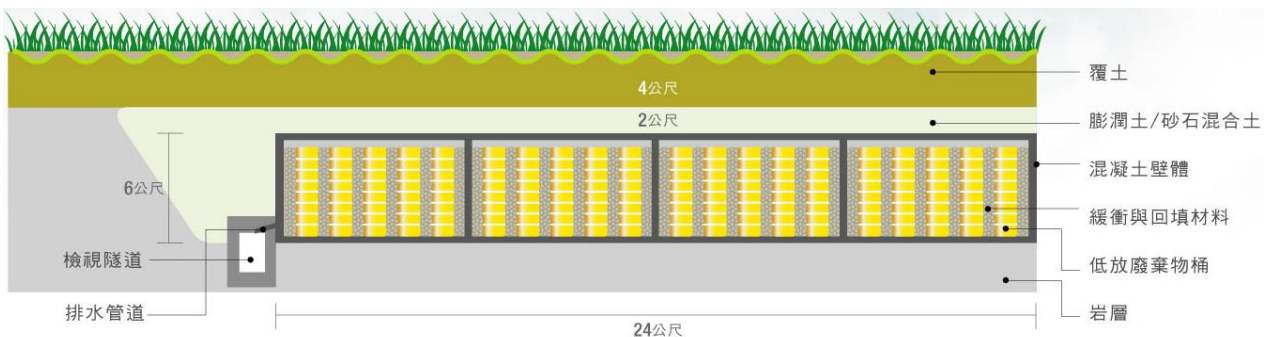 4公尺
覆土
2公尺
膨潤土/砂石混合土
混凝土壁體
6公尺
緩衝與回填材料
檢視隧道
低放廢棄物桶
排水管道
岩層
24公尺